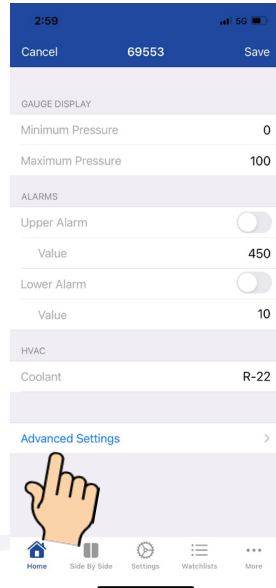 2:59 5G
Cancel 69553 Save
GAUGE DISPLAY
Minimum Pressure 0
Maximum Pressure 100
ALARMS
Upper Alarm
Value 450
Lower Alarm
Value 10
HVAC
Coolant R-22
Advanced Settings
Home Side By Side Settings Watchlists More